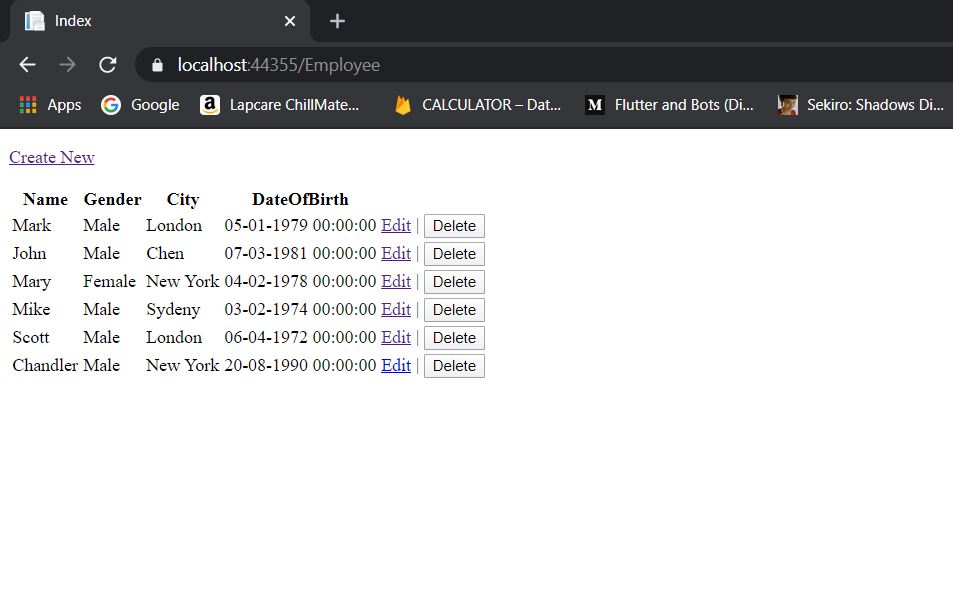 Index
localhost:44355/Employee
Apps Google Lapcare ChillMate... CALCULATOR – Dat... M Flutter and Bots (Di... Sekiro: Shadows Di...
Create New
Name Gender City DateOfBirth
Mark Male London 05-01-1979 00:00:00 Edit | Delete
John Male Chen 07-03-1981 00:00:00 Edit | Delete
Mary Female New York 04-02-1978 00:00:00 Edit | Delete
Mike Male Sydeny 03-02-1974 00:00:00 Edit | Delete
Scott Male London 06-04-1972 00:00:00 Edit | Delete
Chandler Male New York 20-08-1990 00:00:00 Edit | Delete